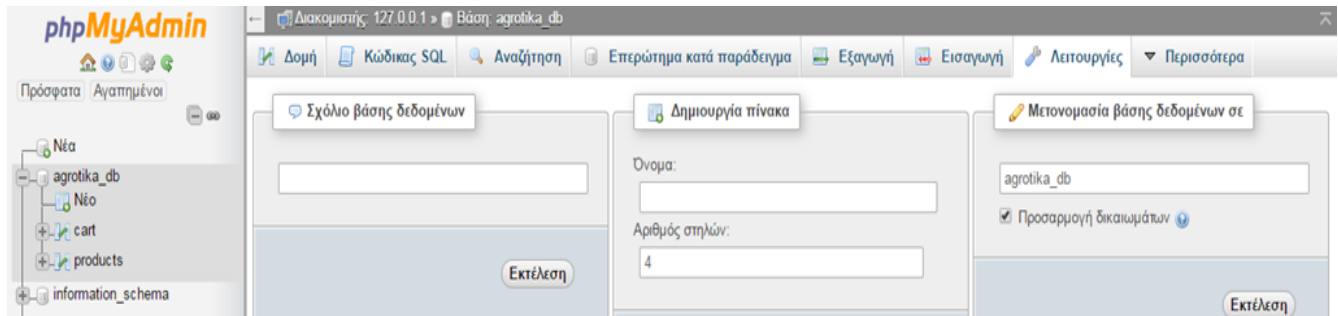 phpMyAdmin
Πρόσφατα Αγαπημένοι
Νέα
agrotika_db
Νέο
cart
products
information_schema
Διακομιστής: 127.0.0.1 » Βάση: agrotika_db
Δομή Κώδικας SQL Αναζήτηση Επερώτημα κατά παράδειγμα Εξαγωγή Εισαγωγή Λειτουργίες Περισσότερα
Σχόλιο βάσης δεδομένων
Εκτέλεση
Δημιουργία πίνακα
Όνομα:
Αριθμός στηλών:
4
Μετονομασία βάσης δεδομένων σε
agrotika_db
Προσαρμογή δικαιωμάτων
Εκτέλεση